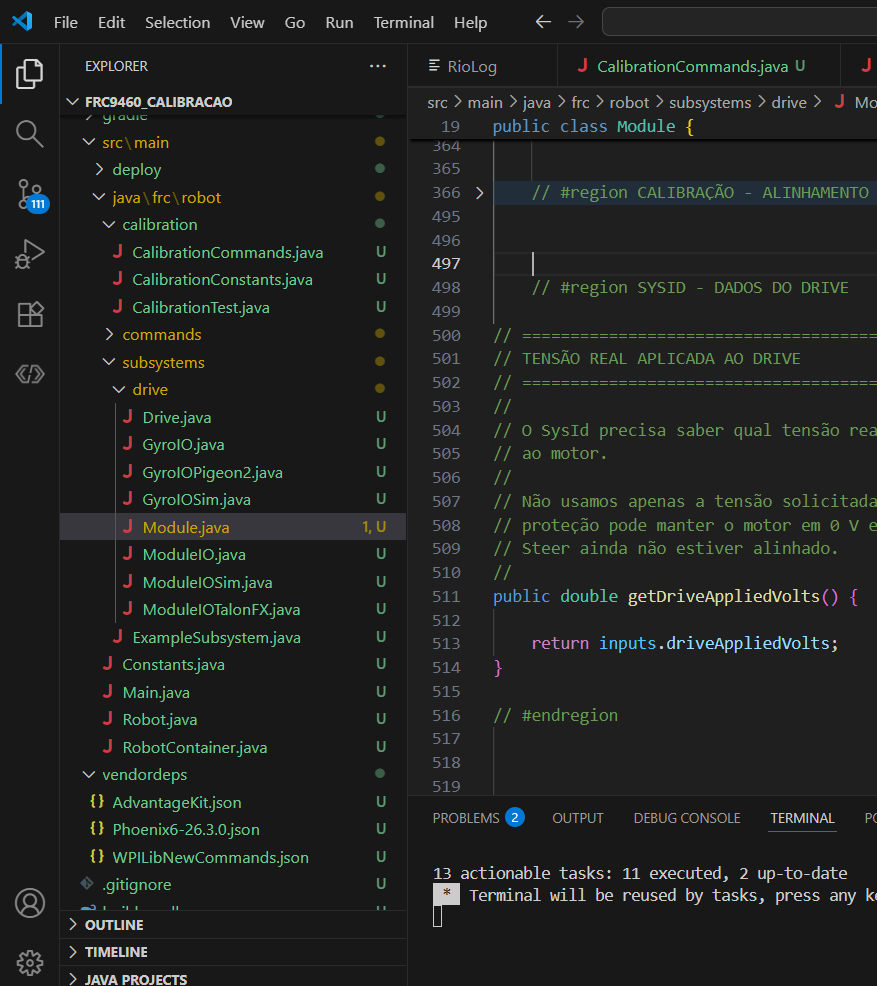 File Edit Selection View Go Run Terminal Help
EXPLORER
FRC9460_CALIBRACAO
gradle
src\main
deploy
java\frc\robot
calibration
J CalibrationCommands.java U
J CalibrationConstants.java U
J CalibrationTest.java U
commands
subsystems
drive
J Drive.java U
J GyroIO.java U
J GyroIOPigeon2.java U
J GyroIOSim.java U
J Module.java 1, U
J ModuleIO.java U
J ModuleIOSim.java U
J ModuleIOTalonFX.java U
J ExampleSubsystem.java U
J Constants.java U
J Main.java U
J Robot.java U
J RobotContainer.java U
vendordeps
{} AdvantageKit.json U
{} Phoenix6-26.3.0.json U
{} WPILibNewCommands.json U
.gitignore U
OUTLINE
TIMELINE
JAVA PROJECTS
111
RioLog
J CalibrationCommands.java U
J
src > main > java > frc > robot > subsystems > drive > J Mo
19 public class Module {
364
365
366 > // #region CALIBRAÇÃO - ALINHAMENTO
495
496
497
498 // #region SYSID - DADOS DO DRIVE
499
500 // =====================================
501 // TENSÃO REAL APLICADA AO DRIVE
502 // =====================================
503 //
504 // O SysId precisa saber qual tensão rea
505 // ao motor.
506 //
507 // Não usamos apenas a tensão solicitada
508 // proteção pode manter o motor em 0 V e
509 // Steer ainda não estiver alinhado.
510 //
511 public double getDriveAppliedVolts() {
512
513 return inputs.driveAppliedVolts;
514 }
515
516 // #endregion
517
518
519
PROBLEMS 2 OUTPUT DEBUG CONSOLE TERMINAL PO
13 actionable tasks: 11 executed, 2 up-to-date
* Terminal will be reused by tasks, press any ke